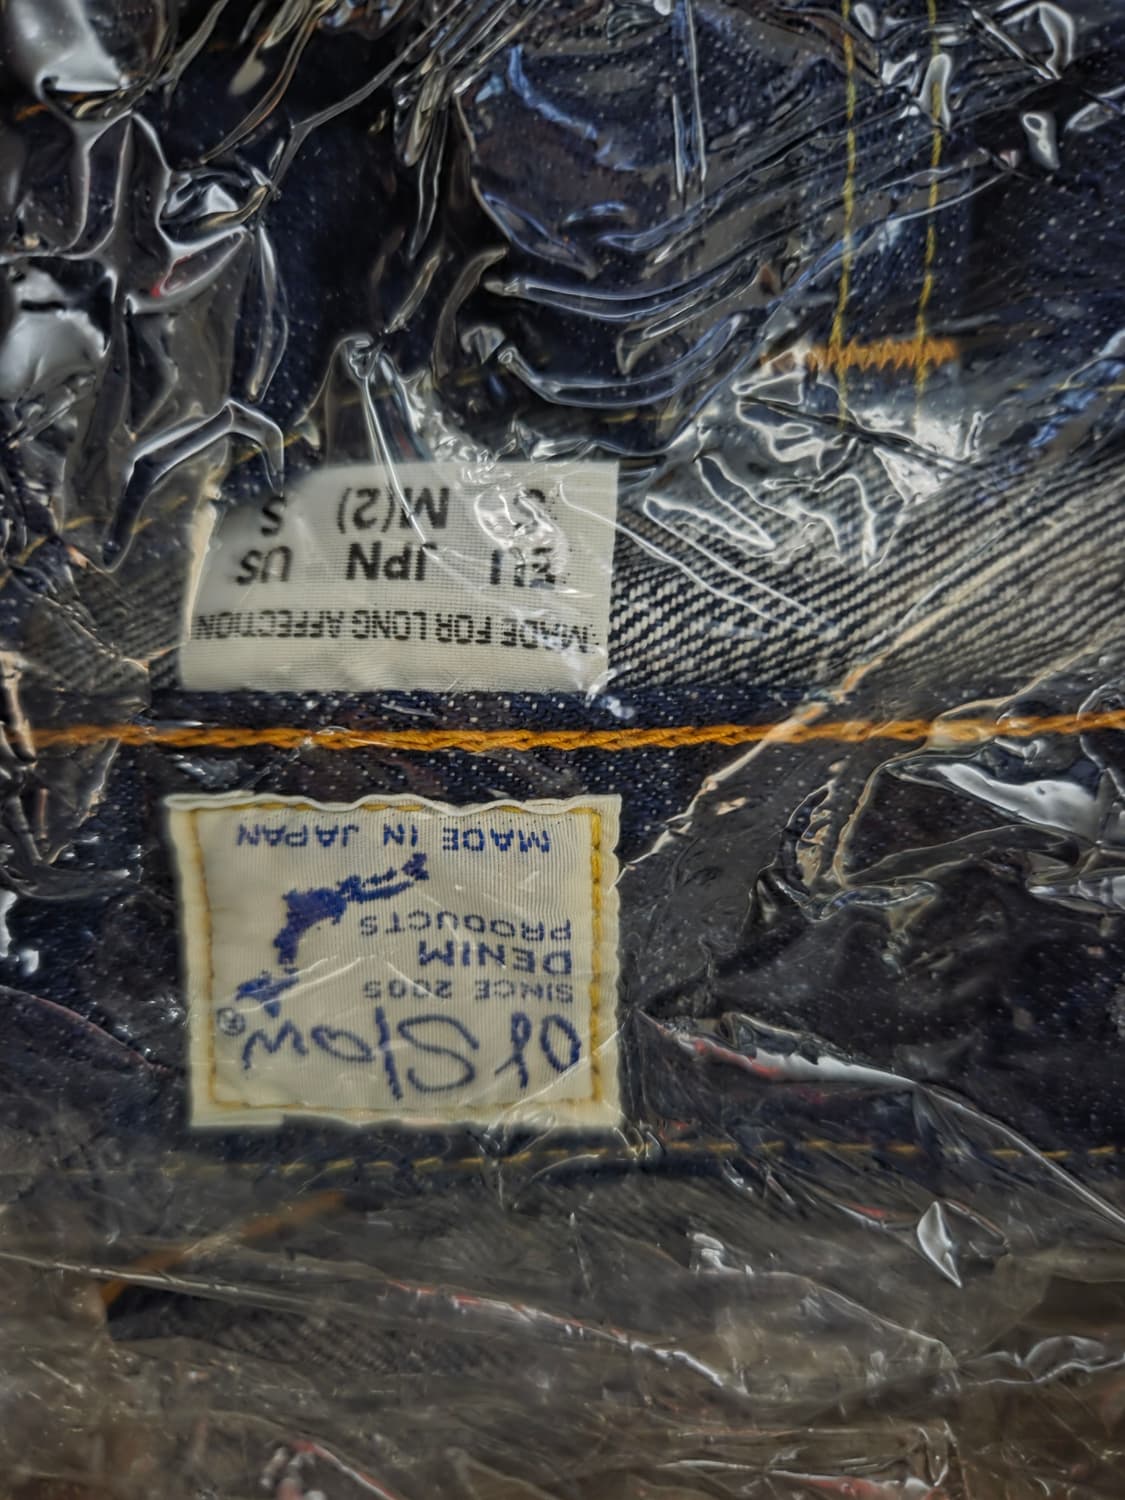 orSlow®
SINCE 2005
DENIM
PRODUCTS
MADE IN JAPAN
"MADE FOR LONG AFFECTION
EU JPN US
M(2) S